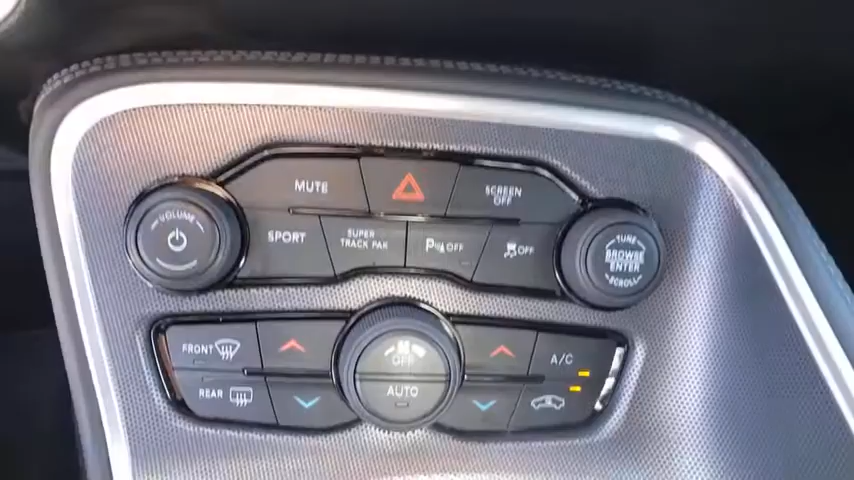 MUTE
SCREEN
OFF
VOLUME
SPORT
SUPER
TRACK PAK
P OFF
OFF
TUNE
BROWSE
ENTER
SCROLL
FRONT
OFF
A/C
REAR
AUTO